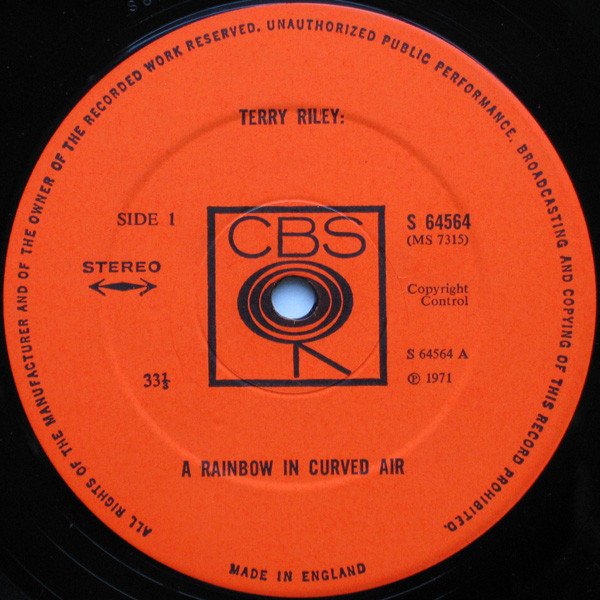 ALL RIGHTS OF THE MANUFACTURER AND OF THE OWNER OF THE RECORDED WORK RESERVED. UNAUTHORIZED PUBLIC PERFORMANCE, BROADCASTING AND COPYING OF THIS RECORD PROHIBITED.
TERRY RILEY:
SIDE 1
CBS
S 64564
(MS 7315)
STEREO
Copyright
Control
S 64564 A
33⅓
℗ 1971
A RAINBOW IN CURVED AIR
MADE IN ENGLAND